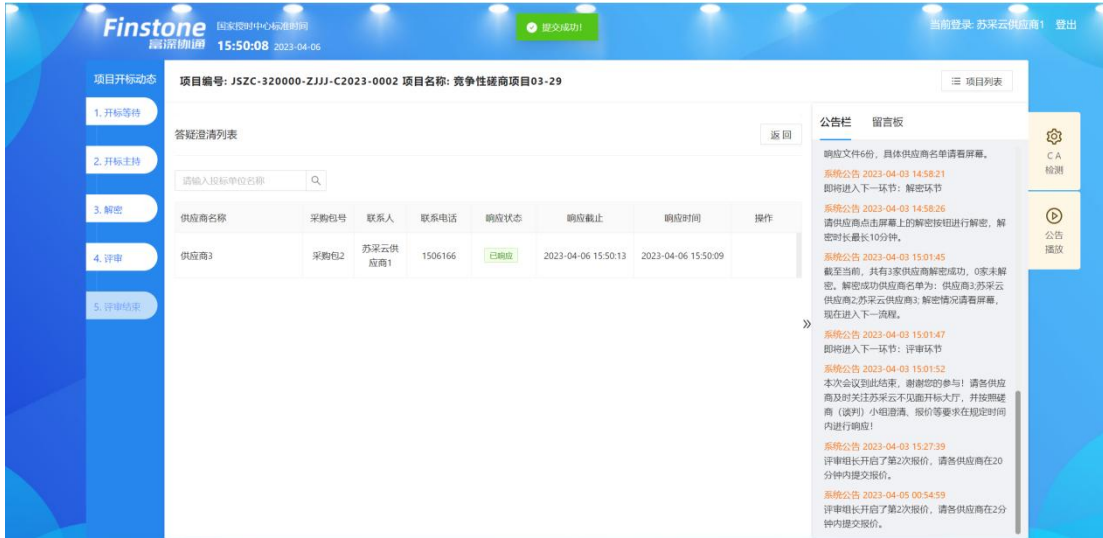 Finstone
富深协通
国家授时中心标准时间
15:50:08 2023-04-06
提交成功!
当前登录: 苏采云供应商1 登出
项目开标动态
1. 开标等待
2. 开标主持
3. 解密
4. 评审
5. 评审结束
项目编号: JSZC-320000-ZJJJ-C2023-0002 项目名称: 竞争性磋商项目03-29
项目列表
答疑澄清列表
返回
请输入投标单位名称
供应商名称 采购包号 联系人 联系电话 响应状态 响应截止 响应时间 操作
供应商3 采购包2 苏采云供应商1 1506166 已响应 2023-04-06 15:50:13 2023-04-06 15:50:09
公告栏 留言板
响应文件6份，具体供应商名单请看屏幕。
系统公告 2023-04-03 14:58:21
即将进入下一环节：解密环节
系统公告 2023-04-03 14:58:26
请供应商点击屏幕上的解密按钮进行解密，解
密时长最长10分钟。
系统公告 2023-04-03 15:01:45
截至当前，共有3家供应商解密成功，0家未解
密。解密成功供应商名单为：供应商3;苏采云
供应商2;苏采云供应商3; 解密情况请看屏幕，
现在进入下一流程。
系统公告 2023-04-03 15:01:47
即将进入下一环节：评审环节
系统公告 2023-04-03 15:01:52
本次会议到此结束，谢谢您的参与！请各供应
商及时关注苏采云不见面开标大厅，并按照磋
商（谈判）小组澄清、报价等要求在规定时间
内进行响应！
系统公告 2023-04-03 15:27:39
评审组长开启了第2次报价，请各供应商在20
分钟内提交报价。
系统公告 2023-04-05 00:54:59
评审组长开启了第2次报价，请各供应商在2分
钟内提交报价。
CA
检测
公告
播放